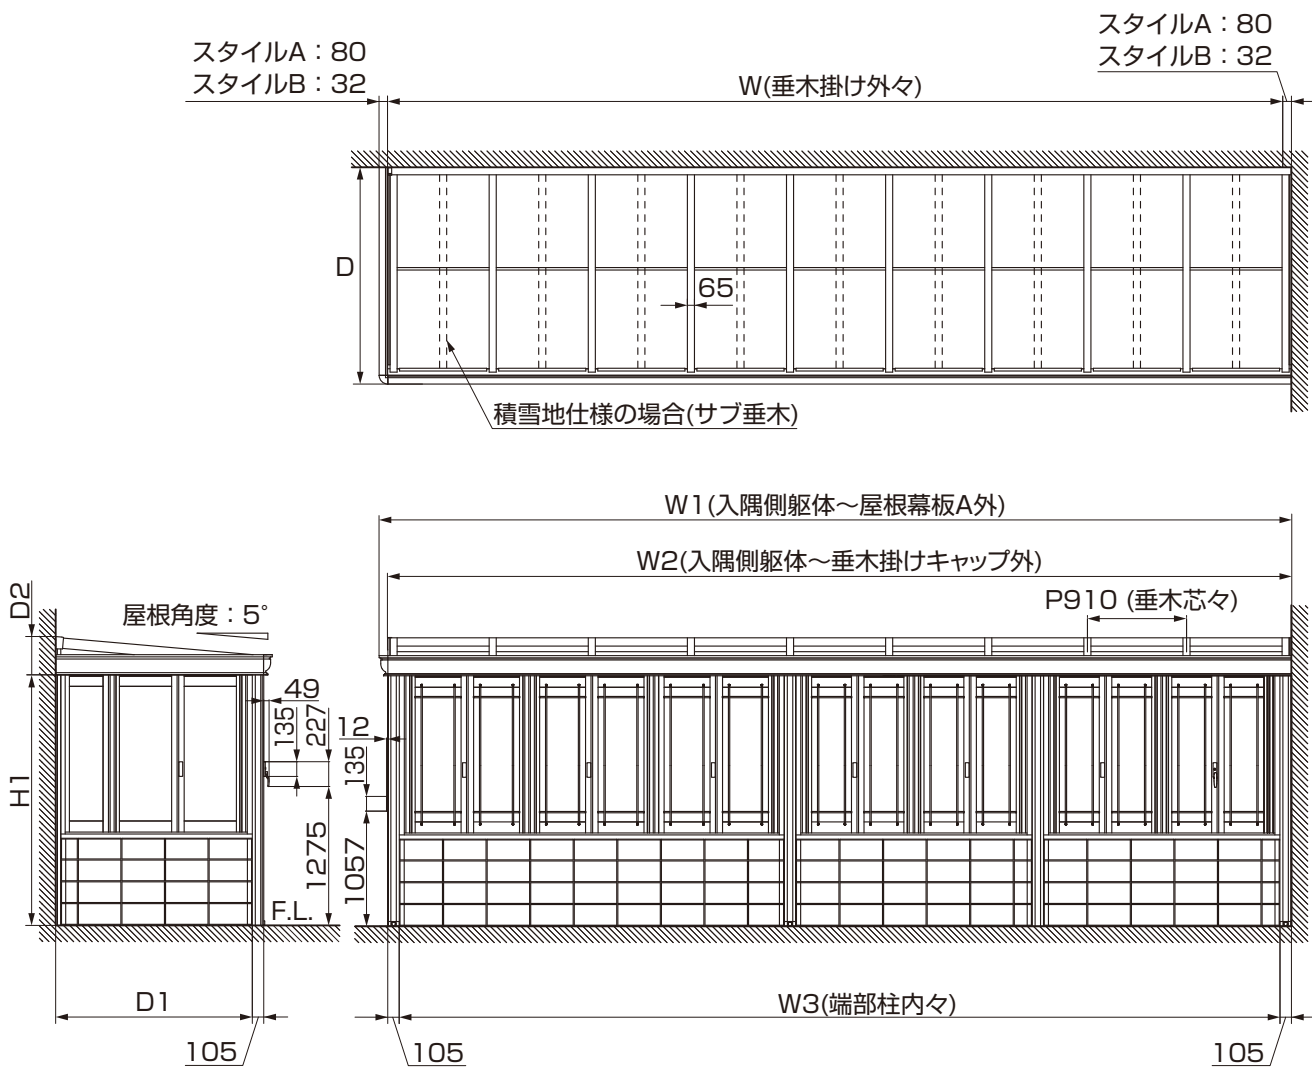 スタイルA：80
スタイルB：32
W(垂木掛け外々)
スタイルA：80
スタイルB：32
D
65
積雪地仕様の場合(サブ垂木)
W1(入隅側躯体～屋根幕板A外)
W2(入隅側躯体～垂木掛けキャップ外)
P910 (垂木芯々)
D2
屋根角度：5°
49
135
227
12
135
H1
1275
1057
F.L.
D1
W3(端部柱内々)
105
105
105